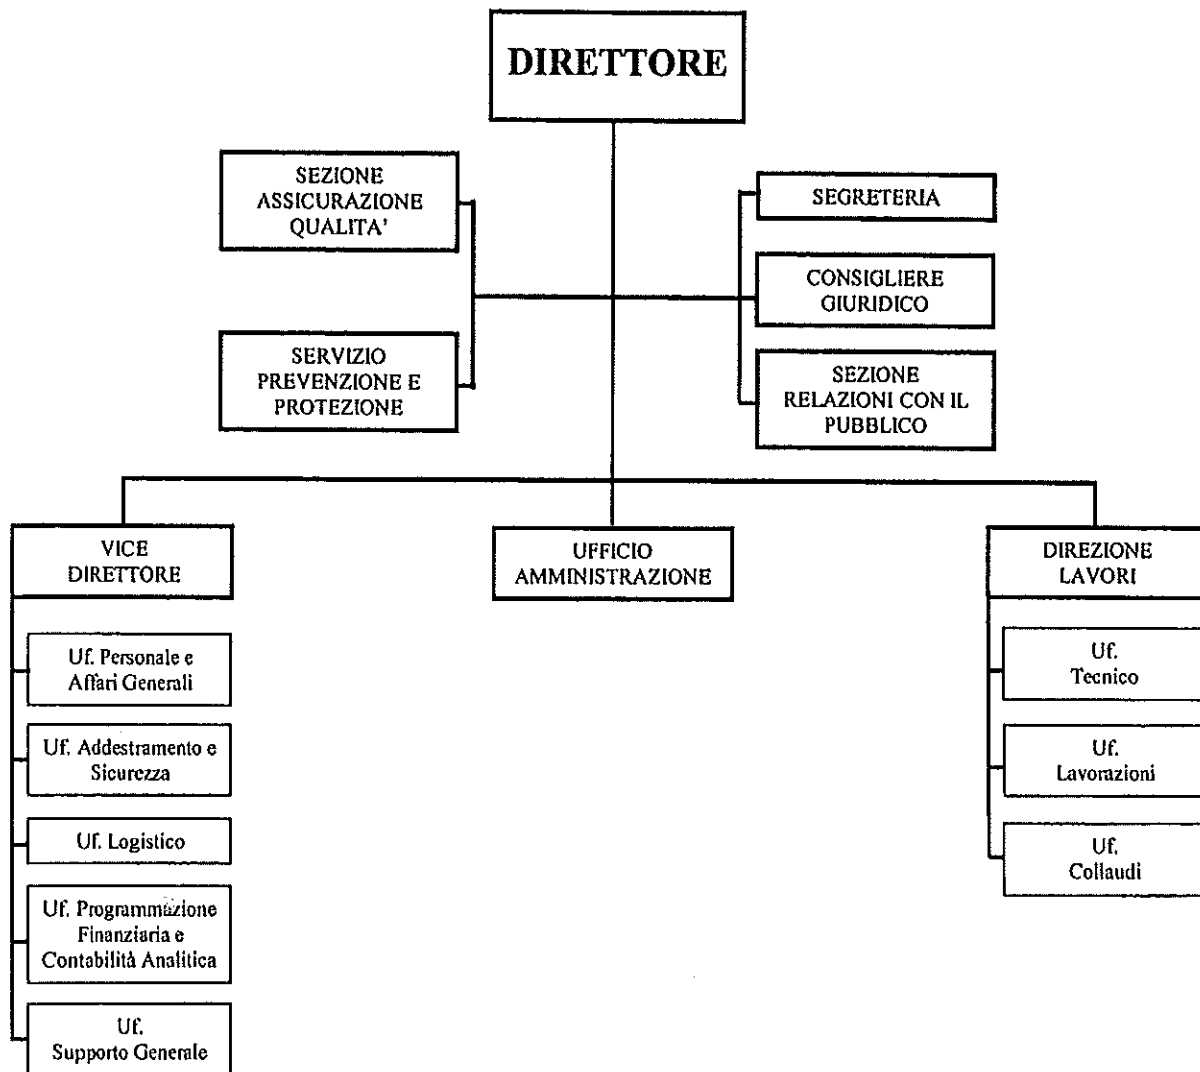 DIRETTORE
SEZIONE
ASSICURAZIONE
QUALITA'
SEGRETERIA
CONSIGLIERE
GIURIDICO
SERVIZIO
PREVENZIONE E
PROTEZIONE
SEZIONE
RELAZIONI CON IL
PUBBLICO
VICE
DIRETTORE
UFFICIO
AMMINISTRAZIONE
DIREZIONE
LAVORI
Uf. Personale e
Affari Generali
Uf. Addestramento e
Sicurezza
Uf. Logistico
Uf. Programmazione
Finanziaria e
Contabilità Analitica
Uf.
Supporto Generale
Uf.
Tecnico
Uf.
Lavorazioni
Uf.
Collaudi